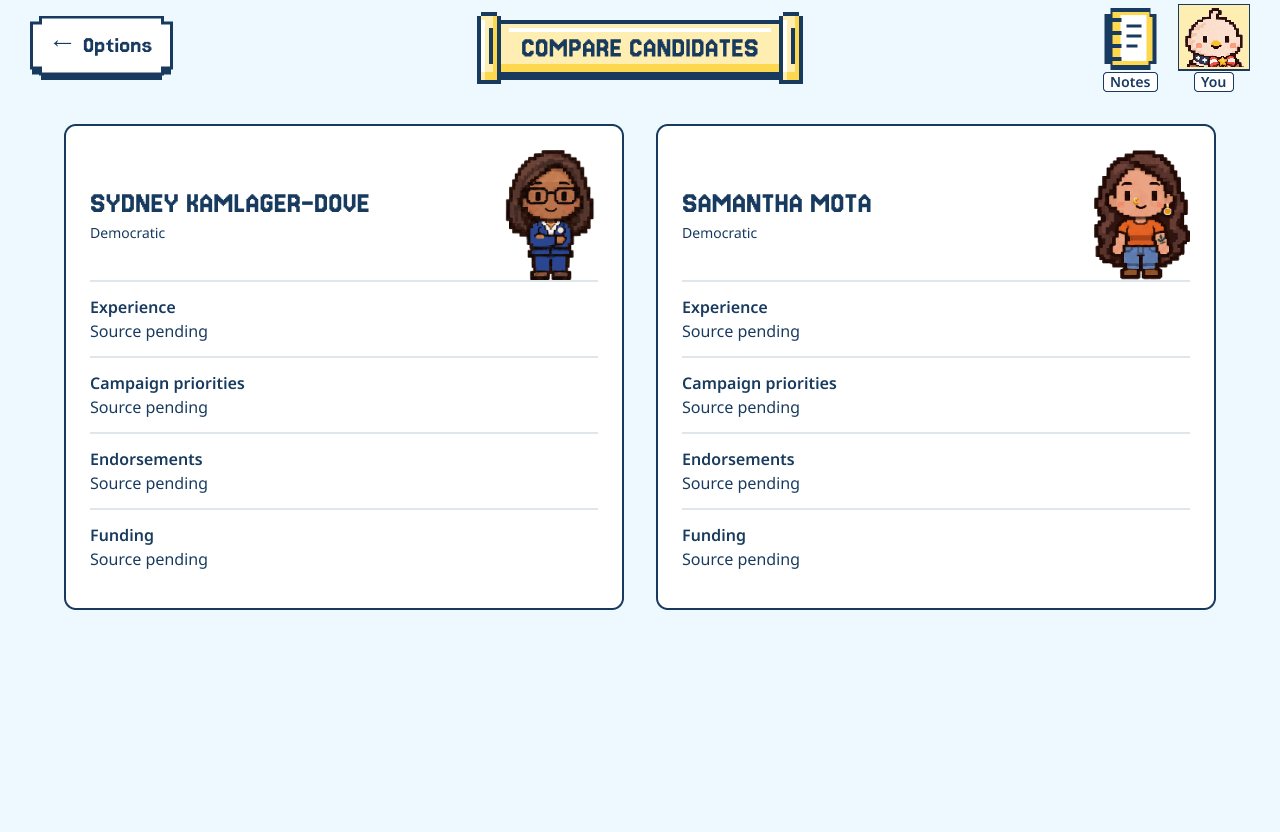 ← Options
COMPARE CANDIDATES
Notes
You
SYDNEY KAMLAGER-DOVE
Democratic
Experience
Source pending
Campaign priorities
Source pending
Endorsements
Source pending
Funding
Source pending
SAMANTHA MOTA
Democratic
Experience
Source pending
Campaign priorities
Source pending
Endorsements
Source pending
Funding
Source pending